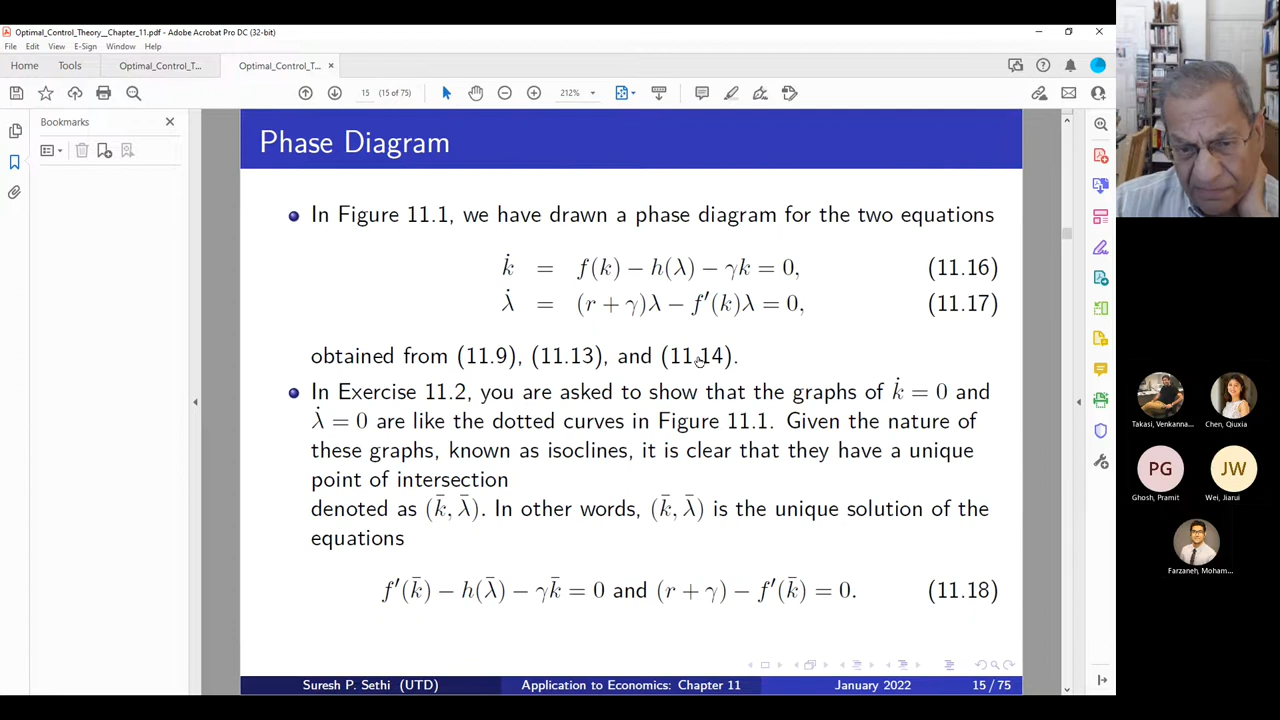 Optimal_Control_Theory__Chapter_11.pdf - Adobe Acrobat Pro DC (32-bit)
File Edit View E-Sign Window Help
Home Tools Optimal_Control_T... Optimal_Control_T... ×
15 (15 of 75) 212%
Bookmarks
Phase Diagram
In Figure 11.1, we have drawn a phase diagram for the two equations
k̇ = f(k) − h(λ) − γk = 0, (11.16)
λ̇ = (r + γ)λ − f′(k)λ = 0, (11.17)
obtained from (11.9), (11.13), and (11.14).
In Exercise 11.2, you are asked to show that the graphs of k̇ = 0 and
λ̇ = 0 are like the dotted curves in Figure 11.1. Given the nature of
these graphs, known as isoclines, it is clear that they have a unique
point of intersection
denoted as (k̄, λ̄). In other words, (k̄, λ̄) is the unique solution of the
equations
f′(k̄) − h(λ̄) − γk̄ = 0 and (r + γ) − f′(k̄) = 0. (11.18)
Suresh P. Sethi (UTD) Application to Economics: Chapter 11 January 2022 15 / 75
Takasi, Venkanna... Chen, Qiuxia
PG JW
Ghosh, Pramit Wei, Jiarui
Farzaneh, Moham...